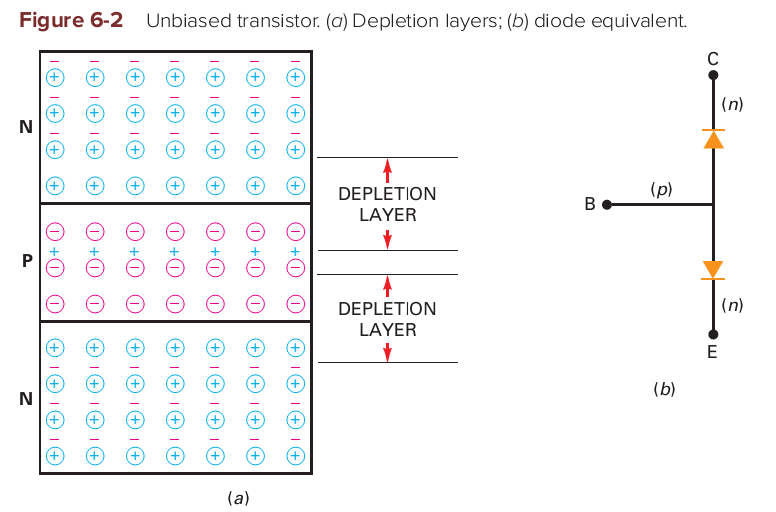 Figure 6-2 Unbiased transistor. (a) Depletion layers; (b) diode equivalent.
N
P
N
DEPLETION
LAYER
DEPLETION
LAYER
(a)
C
(n)
B
(p)
(n)
E
(b)